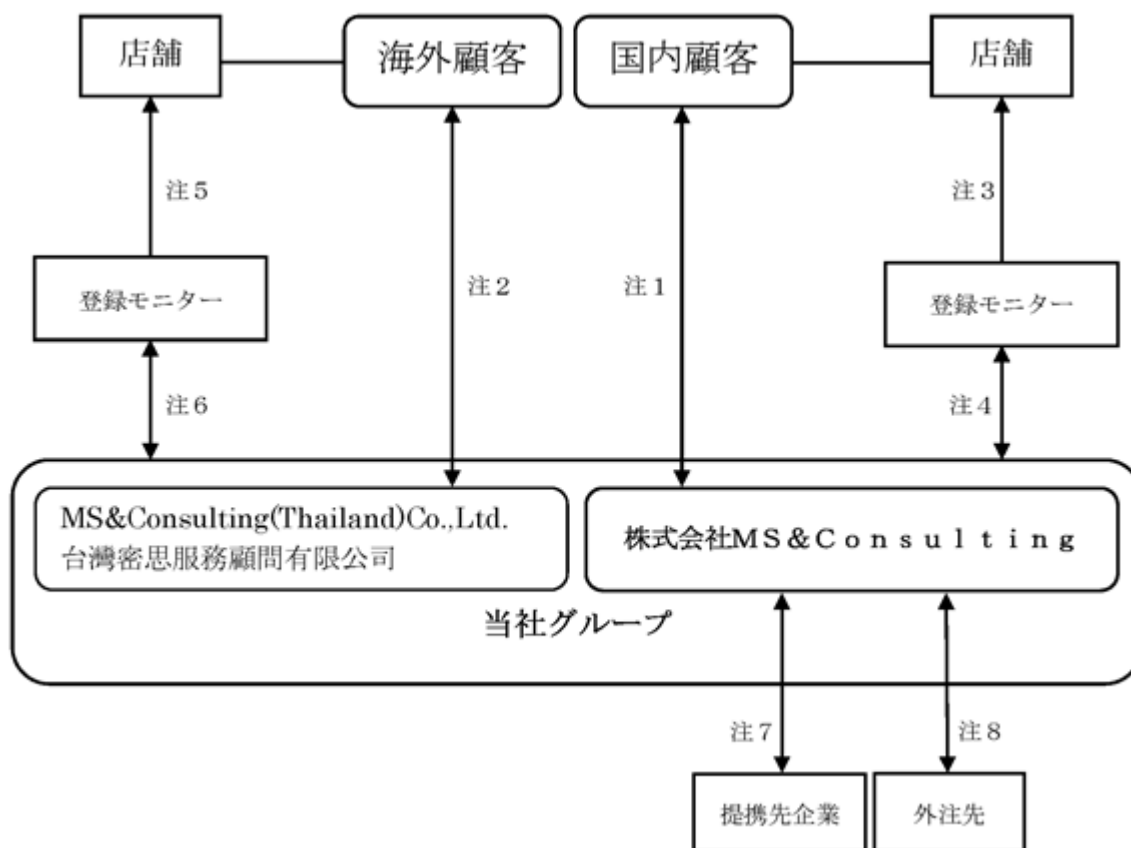 店舗
海外顧客
国内顧客
店舗
注5
注2
注1
注3
登録モニター
登録モニター
注6
注4
MS&Consulting(Thailand)Co.,Ltd.
台灣密思服務顧問有限公司
株式会社MS&Consulting
当社グループ
注7
注8
提携先企業
外注先